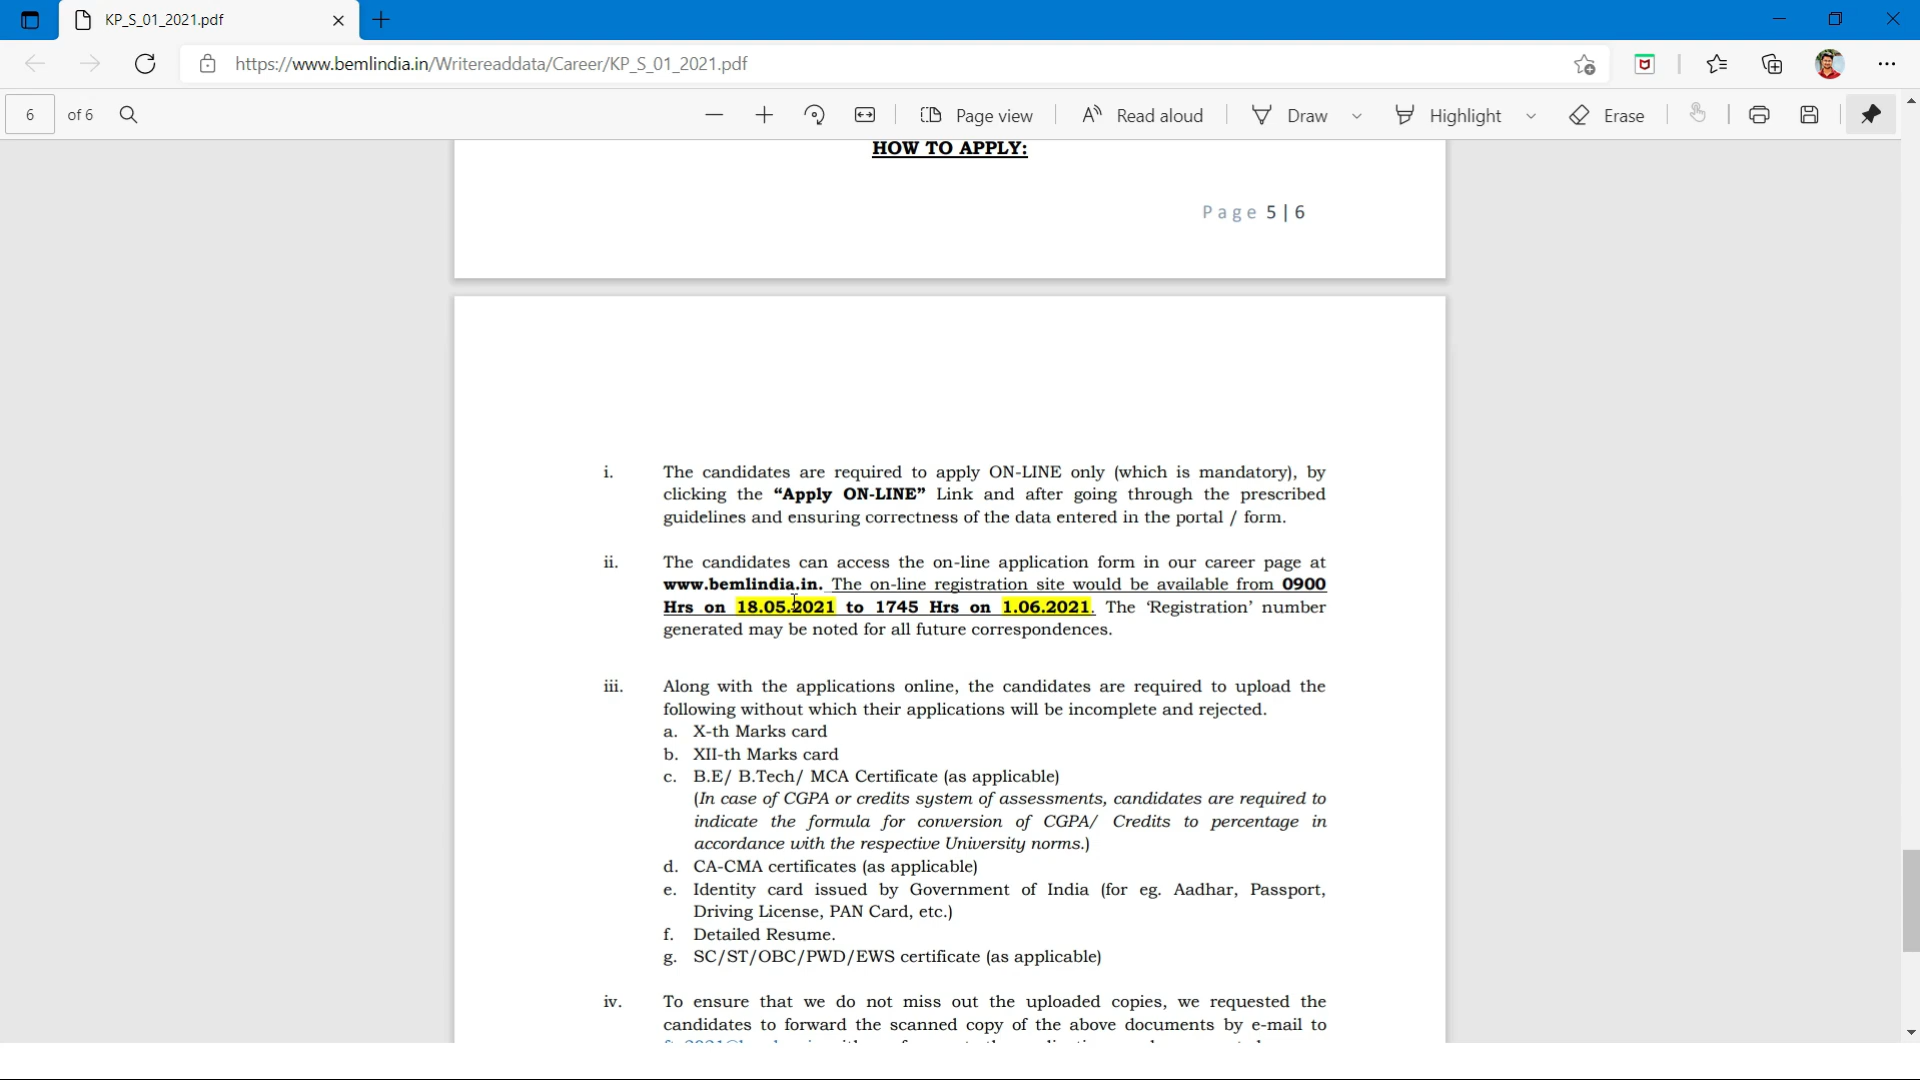 KP_S_01_2021.pdf
https://www.bemlindia.in/Writereaddata/Career/KP_S_01_2021.pdf
6 of 6
Page view
Read aloud
Draw
Highlight
Erase
HOW TO APPLY:
Page 5 | 6
i. The candidates are required to apply ON-LINE only (which is mandatory), by
clicking the “Apply ON-LINE” Link and after going through the prescribed
guidelines and ensuring correctness of the data entered in the portal / form.
ii. The candidates can access the on-line application form in our career page at
www.bemlindia.in. The on-line registration site would be available from 0900
Hrs on 18.05.2021 to 1745 Hrs on 1.06.2021. The ‘Registration’ number
generated may be noted for all future correspondences.
iii. Along with the applications online, the candidates are required to upload the
following without which their applications will be incomplete and rejected.
a. X-th Marks card
b. XII-th Marks card
c. B.E/ B.Tech/ MCA Certificate (as applicable)
(In case of CGPA or credits system of assessments, candidates are required to
indicate the formula for conversion of CGPA/ Credits to percentage in
accordance with the respective University norms.)
d. CA-CMA certificates (as applicable)
e. Identity card issued by Government of India (for eg. Aadhar, Passport,
Driving License, PAN Card, etc.)
f. Detailed Resume.
g. SC/ST/OBC/PWD/EWS certificate (as applicable)
iv. To ensure that we do not miss out the uploaded copies, we requested the
candidates to forward the scanned copy of the above documents by e-mail to